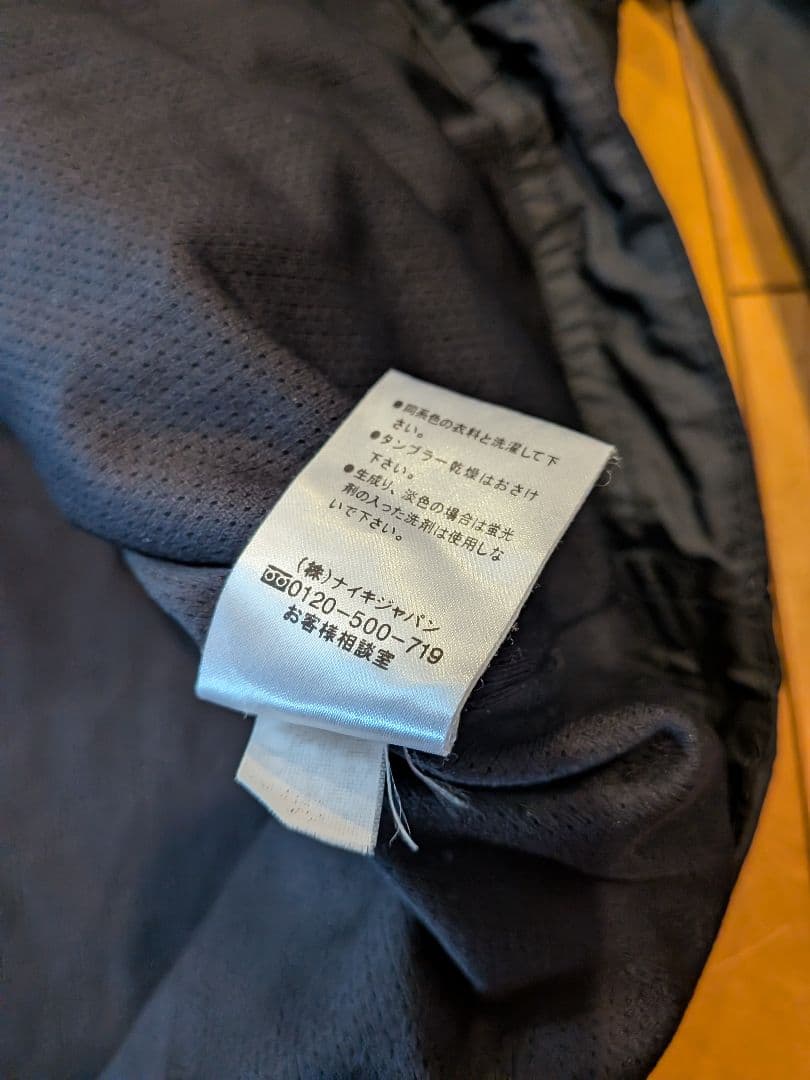 ●同系色の衣料と洗濯して下
さい。
●タンブラー乾燥はおさけ
下さい。
●生成り、淡色の場合は蛍光
剤の入った洗剤は使用しな
いで下さい。
(株)ナイキジャパン
0120-500-719
お客様相談室